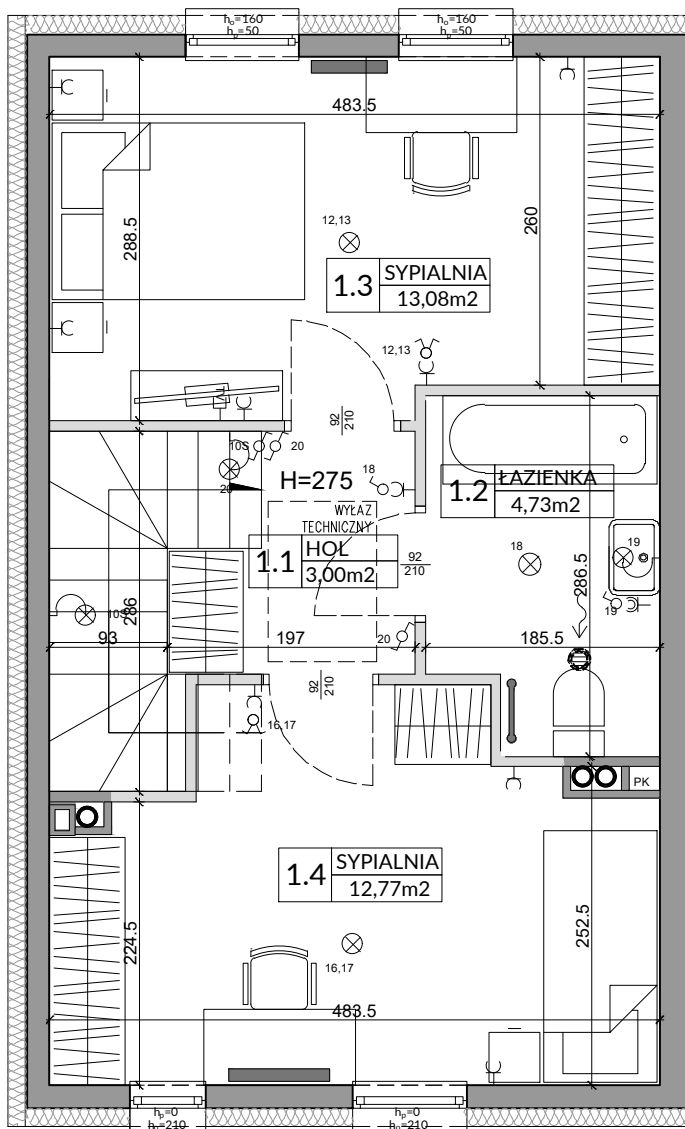 h₀=160
hₚ=50
h₀=160
hₚ=50
483.5
288.5
260
12,13
1.3
SYPIALNIA
13,08m2
12,13
92
210
10S
20
20
H=275
18
1.2
ŁAZIENKA
4,73m2
WYŁAZ
TECHNICZNY
1.1
HOL
3,00m2
92
210
18
19
286.5
286
10S
19
93
197
20
185.5
92
210
16,17
PK
1.4
SYPIALNIA
12,77m2
224.5
252.5
16,17
483.5
hₚ=0
h₀=210
hₚ=0
h₀=210